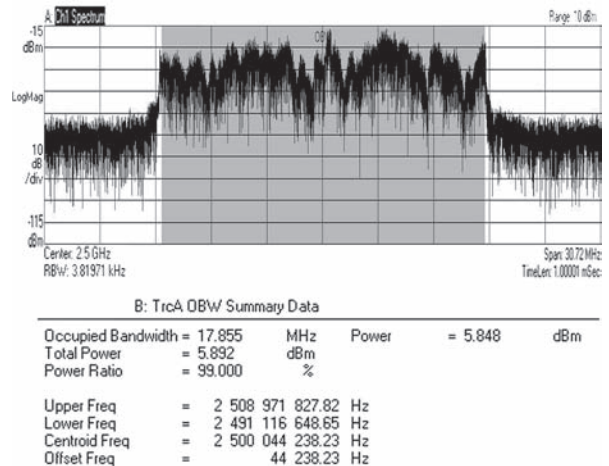 A: Ch1 Spectrum Range: 10 dBm
-15
dBm
OBW
LogMag
10
dB
/div
-115
dBm
Center: 2.5 GHz Span: 30.72 MHz
RBW: 3.81971 kHz TimeLen: 1.00001 mSec
B: TrcA OBW Summary Data
Occupied Bandwidth = 17.855 MHz Power = 5.848 dBm
Total Power = 5.892 dBm
Power Ratio = 99.000 %
Upper Freq = 2 508 971 827.82 Hz
Lower Freq = 2 491 116 648.65 Hz
Centroid Freq = 2 500 044 238.23 Hz
Offset Freq = 44 238.23 Hz